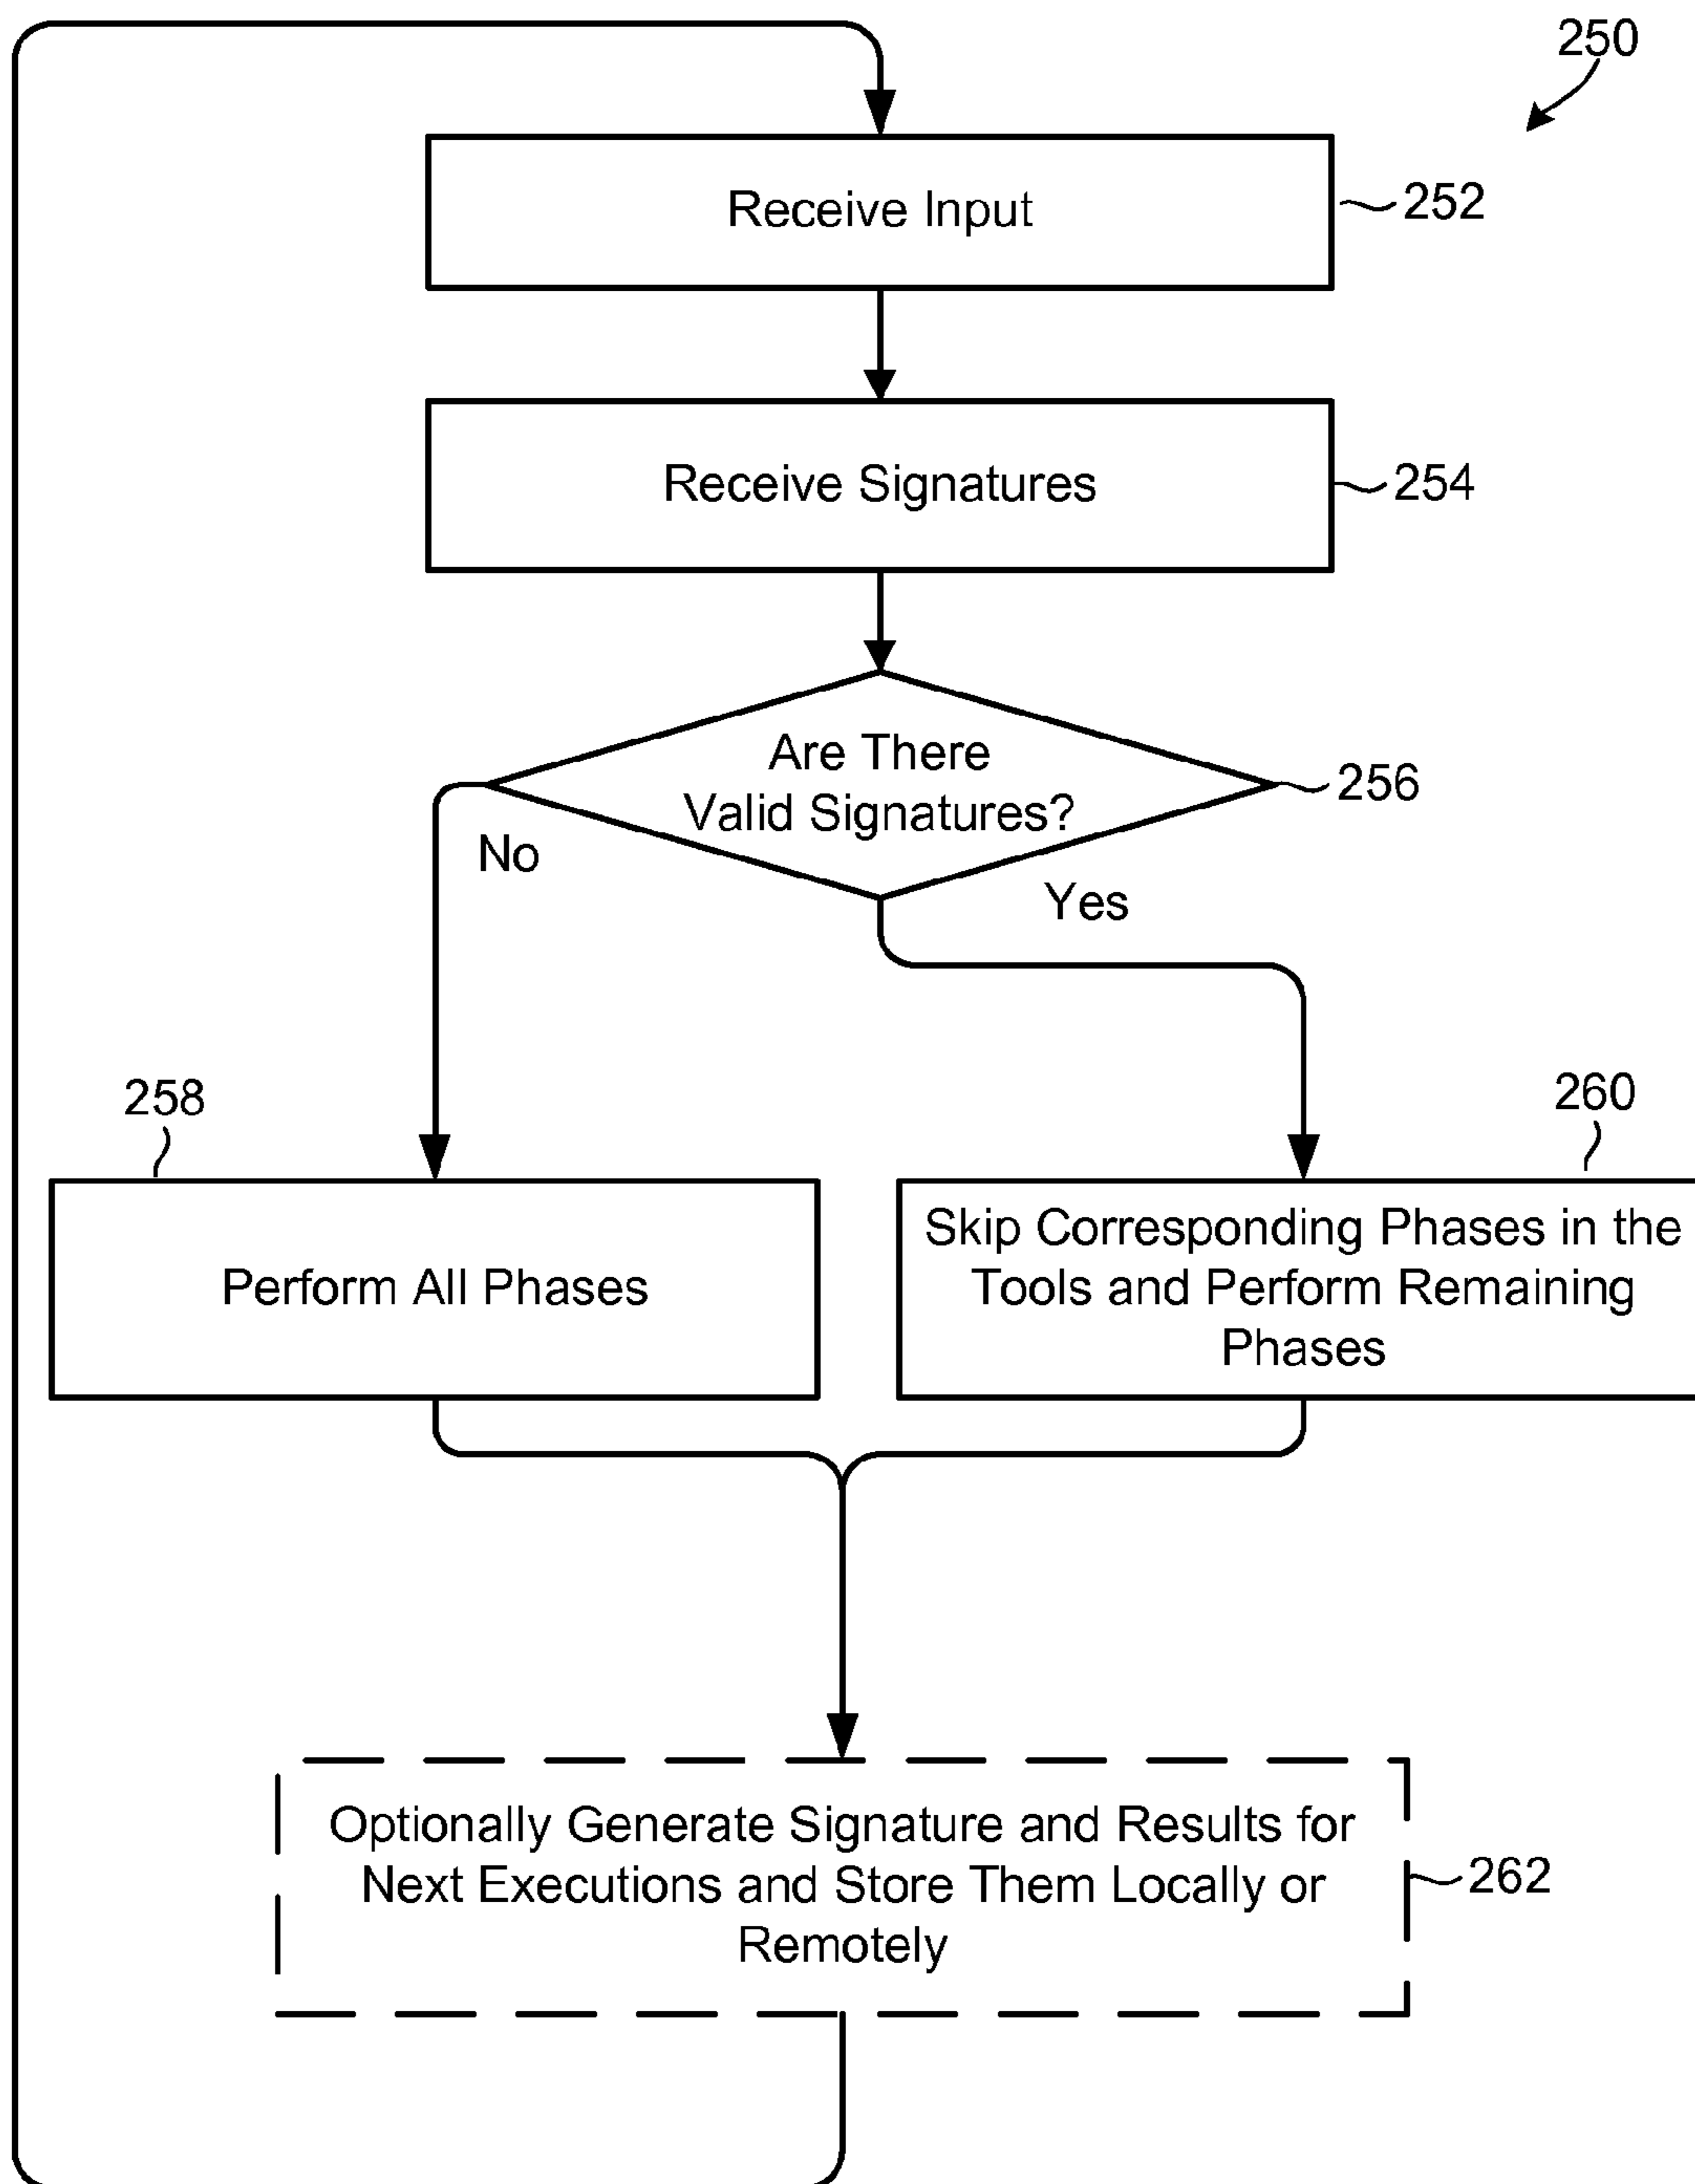 250
Receive Input
252
Receive Signatures
254
Are There
Valid Signatures?
256
No
Yes
258
260
Perform All Phases
Skip Corresponding Phases in the
Tools and Perform Remaining
Phases
Optionally Generate Signature and Results for
Next Executions and Store Them Locally or
Remotely
262